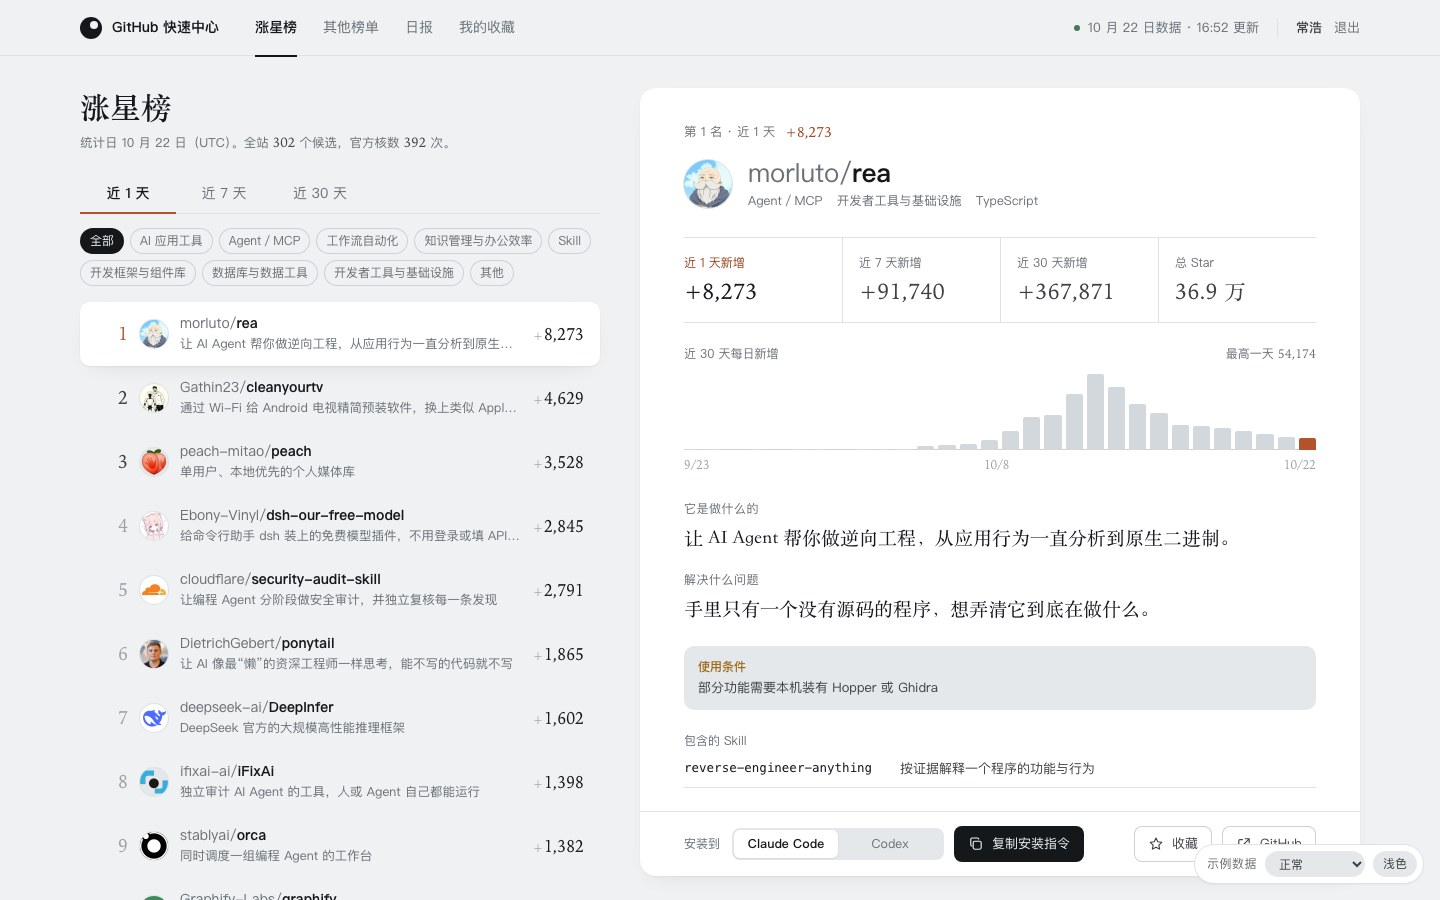 GitHub 快速中心
涨星榜
其他榜单
日报
我的收藏
10 月 22 日数据 · 16:52 更新
常浩
退出
涨星榜
统计日 10 月 22 日 (UTC)。全站 302 个候选，官方核数 392 次。
近 1 天
近 7 天
近 30 天
全部
AI 应用工具
Agent / MCP
工作流自动化
知识管理与办公效率
Skill
开发框架与组件库
数据库与数据工具
开发者工具与基础设施
其他
1
morluto/rea
让 AI Agent 帮你做逆向工程，从应用行为一直分析到原生...
+8,273
2
Gathin23/cleanyourtv
通过 Wi-Fi 给 Android 电视精简预装软件，换上类似 Appl...
+4,629
3
peach-mitao/peach
单用户、本地优先的个人媒体库
+3,528
4
Ebony-Vinyl/dsh-our-free-model
给命令行助手 dsh 装上的免费模型插件，不用登录或填 API...
+2,845
5
cloudflare/security-audit-skill
让编程 Agent 分阶段做安全审计，并独立复核每一条发现
+2,791
6
DietrichGebert/ponytail
让 AI 像最“懒”的资深工程师一样思考，能不写的代码就不写
+1,865
7
deepseek-ai/DeepInfer
DeepSeek 官方的大规模高性能推理框架
+1,602
8
ifixai-ai/iFixAi
独立审计 AI Agent 的工具，人或 Agent 自己都能运行
+1,398
9
stablyai/orca
同时调度一组编程 Agent 的工作台
+1,382
Graphify-Labs/graphify
第 1 名 · 近 1 天 +8,273
morluto/rea
Agent / MCP 开发者工具与基础设施 TypeScript
近 1 天新增
+8,273
近 7 天新增
+91,740
近 30 天新增
+367,871
总 Star
36.9 万
近 30 天每日新增
最高一天 54,174
9/23
10/8
10/22
它是做什么的
让 AI Agent 帮你做逆向工程，从应用行为一直分析到原生二进制。
解决什么问题
手里只有一个没有源码的程序，想弄清它到底在做什么。
使用条件
部分功能需要本机装有 Hopper 或 Ghidra
包含的 Skill
reverse-engineer-anything 按证据解释一个程序的功能与行为
安装到
Claude Code
Codex
复制安装指令
收藏
GitHub
示例数据
正常
浅色